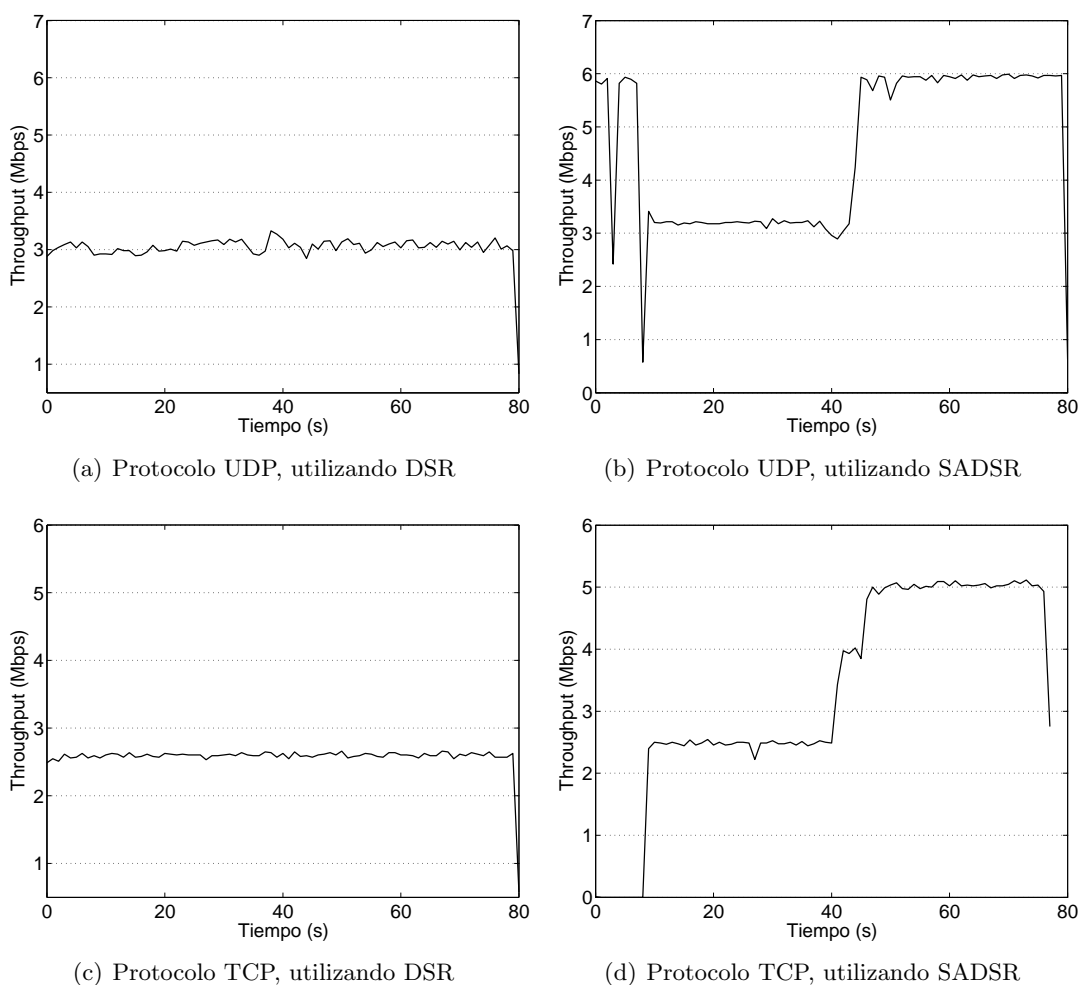 7
6
5
4
3
2
1
Throughput (Mbps)
0 20 40 60 80
Tiempo (s)
(a) Protocolo UDP, utilizando DSR
7
6
5
4
3
2
1
0
Throughput (Mbps)
0 20 40 60 80
Tiempo (s)
(b) Protocolo UDP, utilizando SADSR
6
5
4
3
2
1
Throughput (Mbps)
0 20 40 60 80
Tiempo (s)
(c) Protocolo TCP, utilizando DSR
6
5
4
3
2
1
0
Throughput (Mbps)
0 20 40 60 80
Tiempo (s)
(d) Protocolo TCP, utilizando SADSR